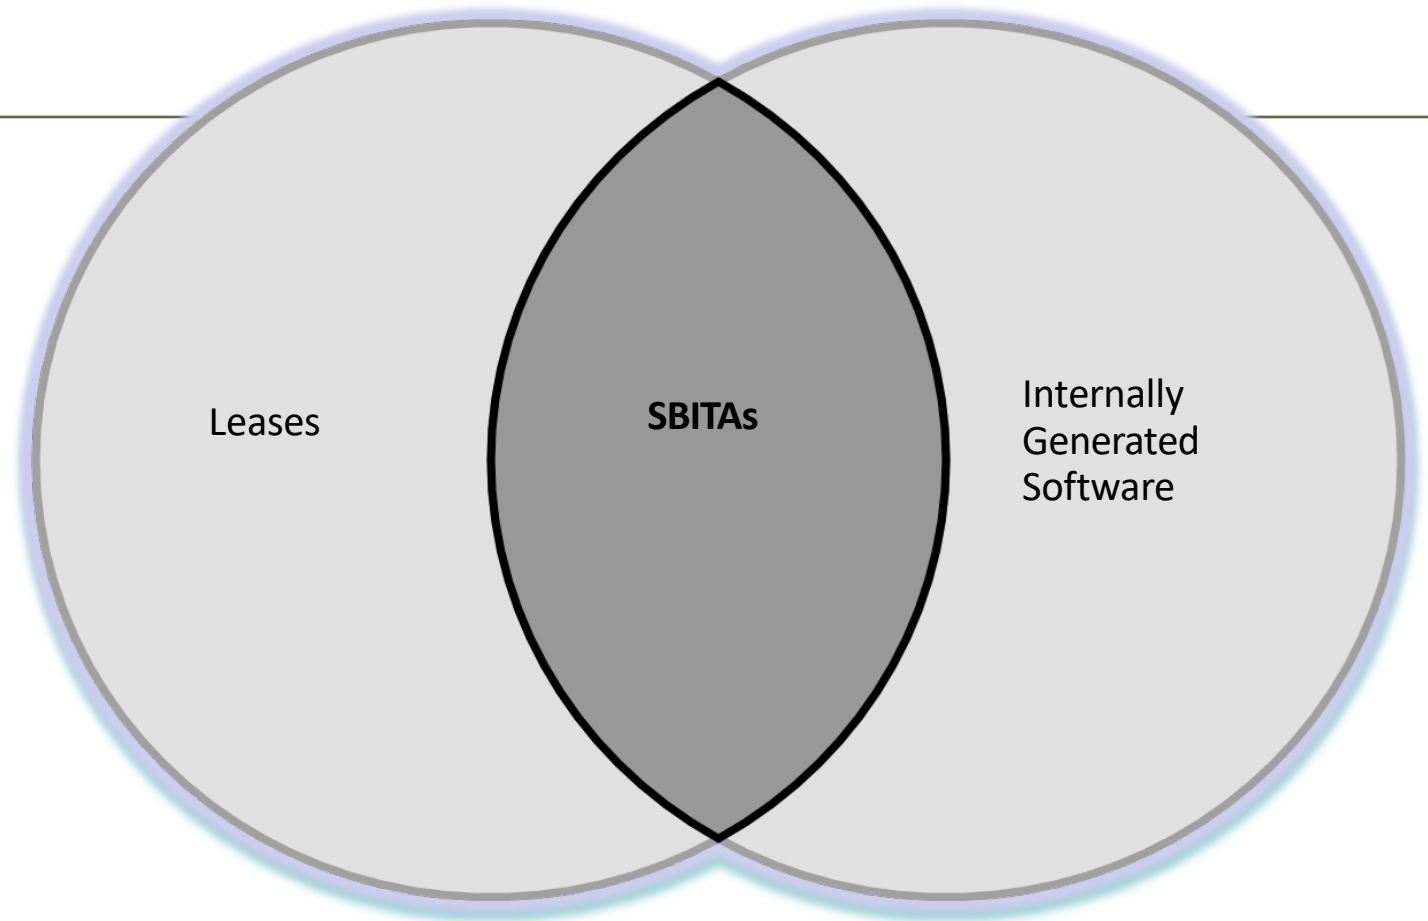 Leases
SBITAs
Internally
Generated
Software